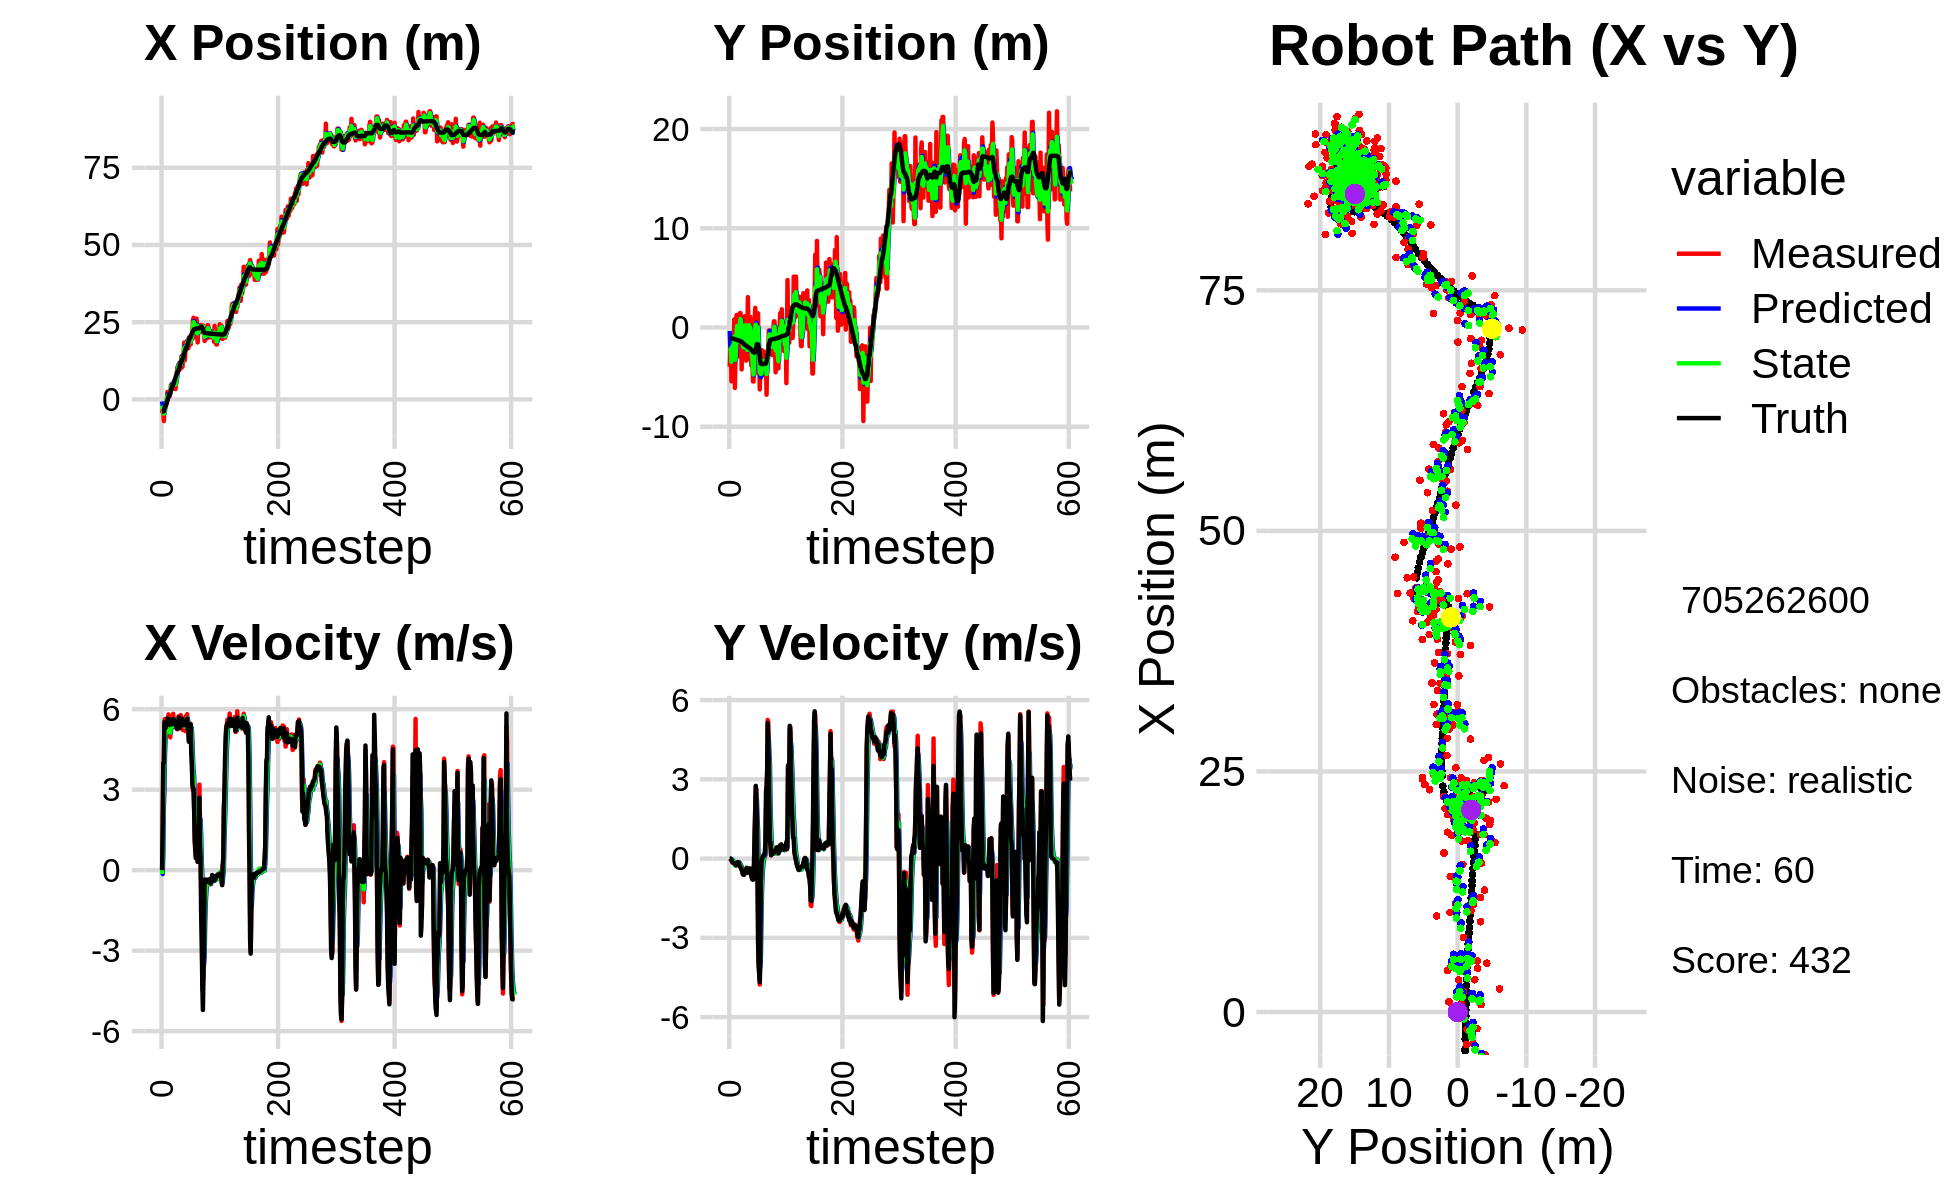 X Position (m)
75
50
25
0
0
200
400
600
timestep
Y Position (m)
20
10
0
-10
0
200
400
600
timestep
X Velocity (m/s)
6
3
0
-3
-6
0
200
400
600
timestep
Y Velocity (m/s)
6
3
0
-3
-6
0
200
400
600
timestep
Robot Path (X vs Y)
X Position (m)
75
50
25
0
20 10 0 -10 -20
Y Position (m)
variable
Measured
Predicted
State
Truth
705262600
Obstacles: none
Noise: realistic
Time: 60
Score: 432